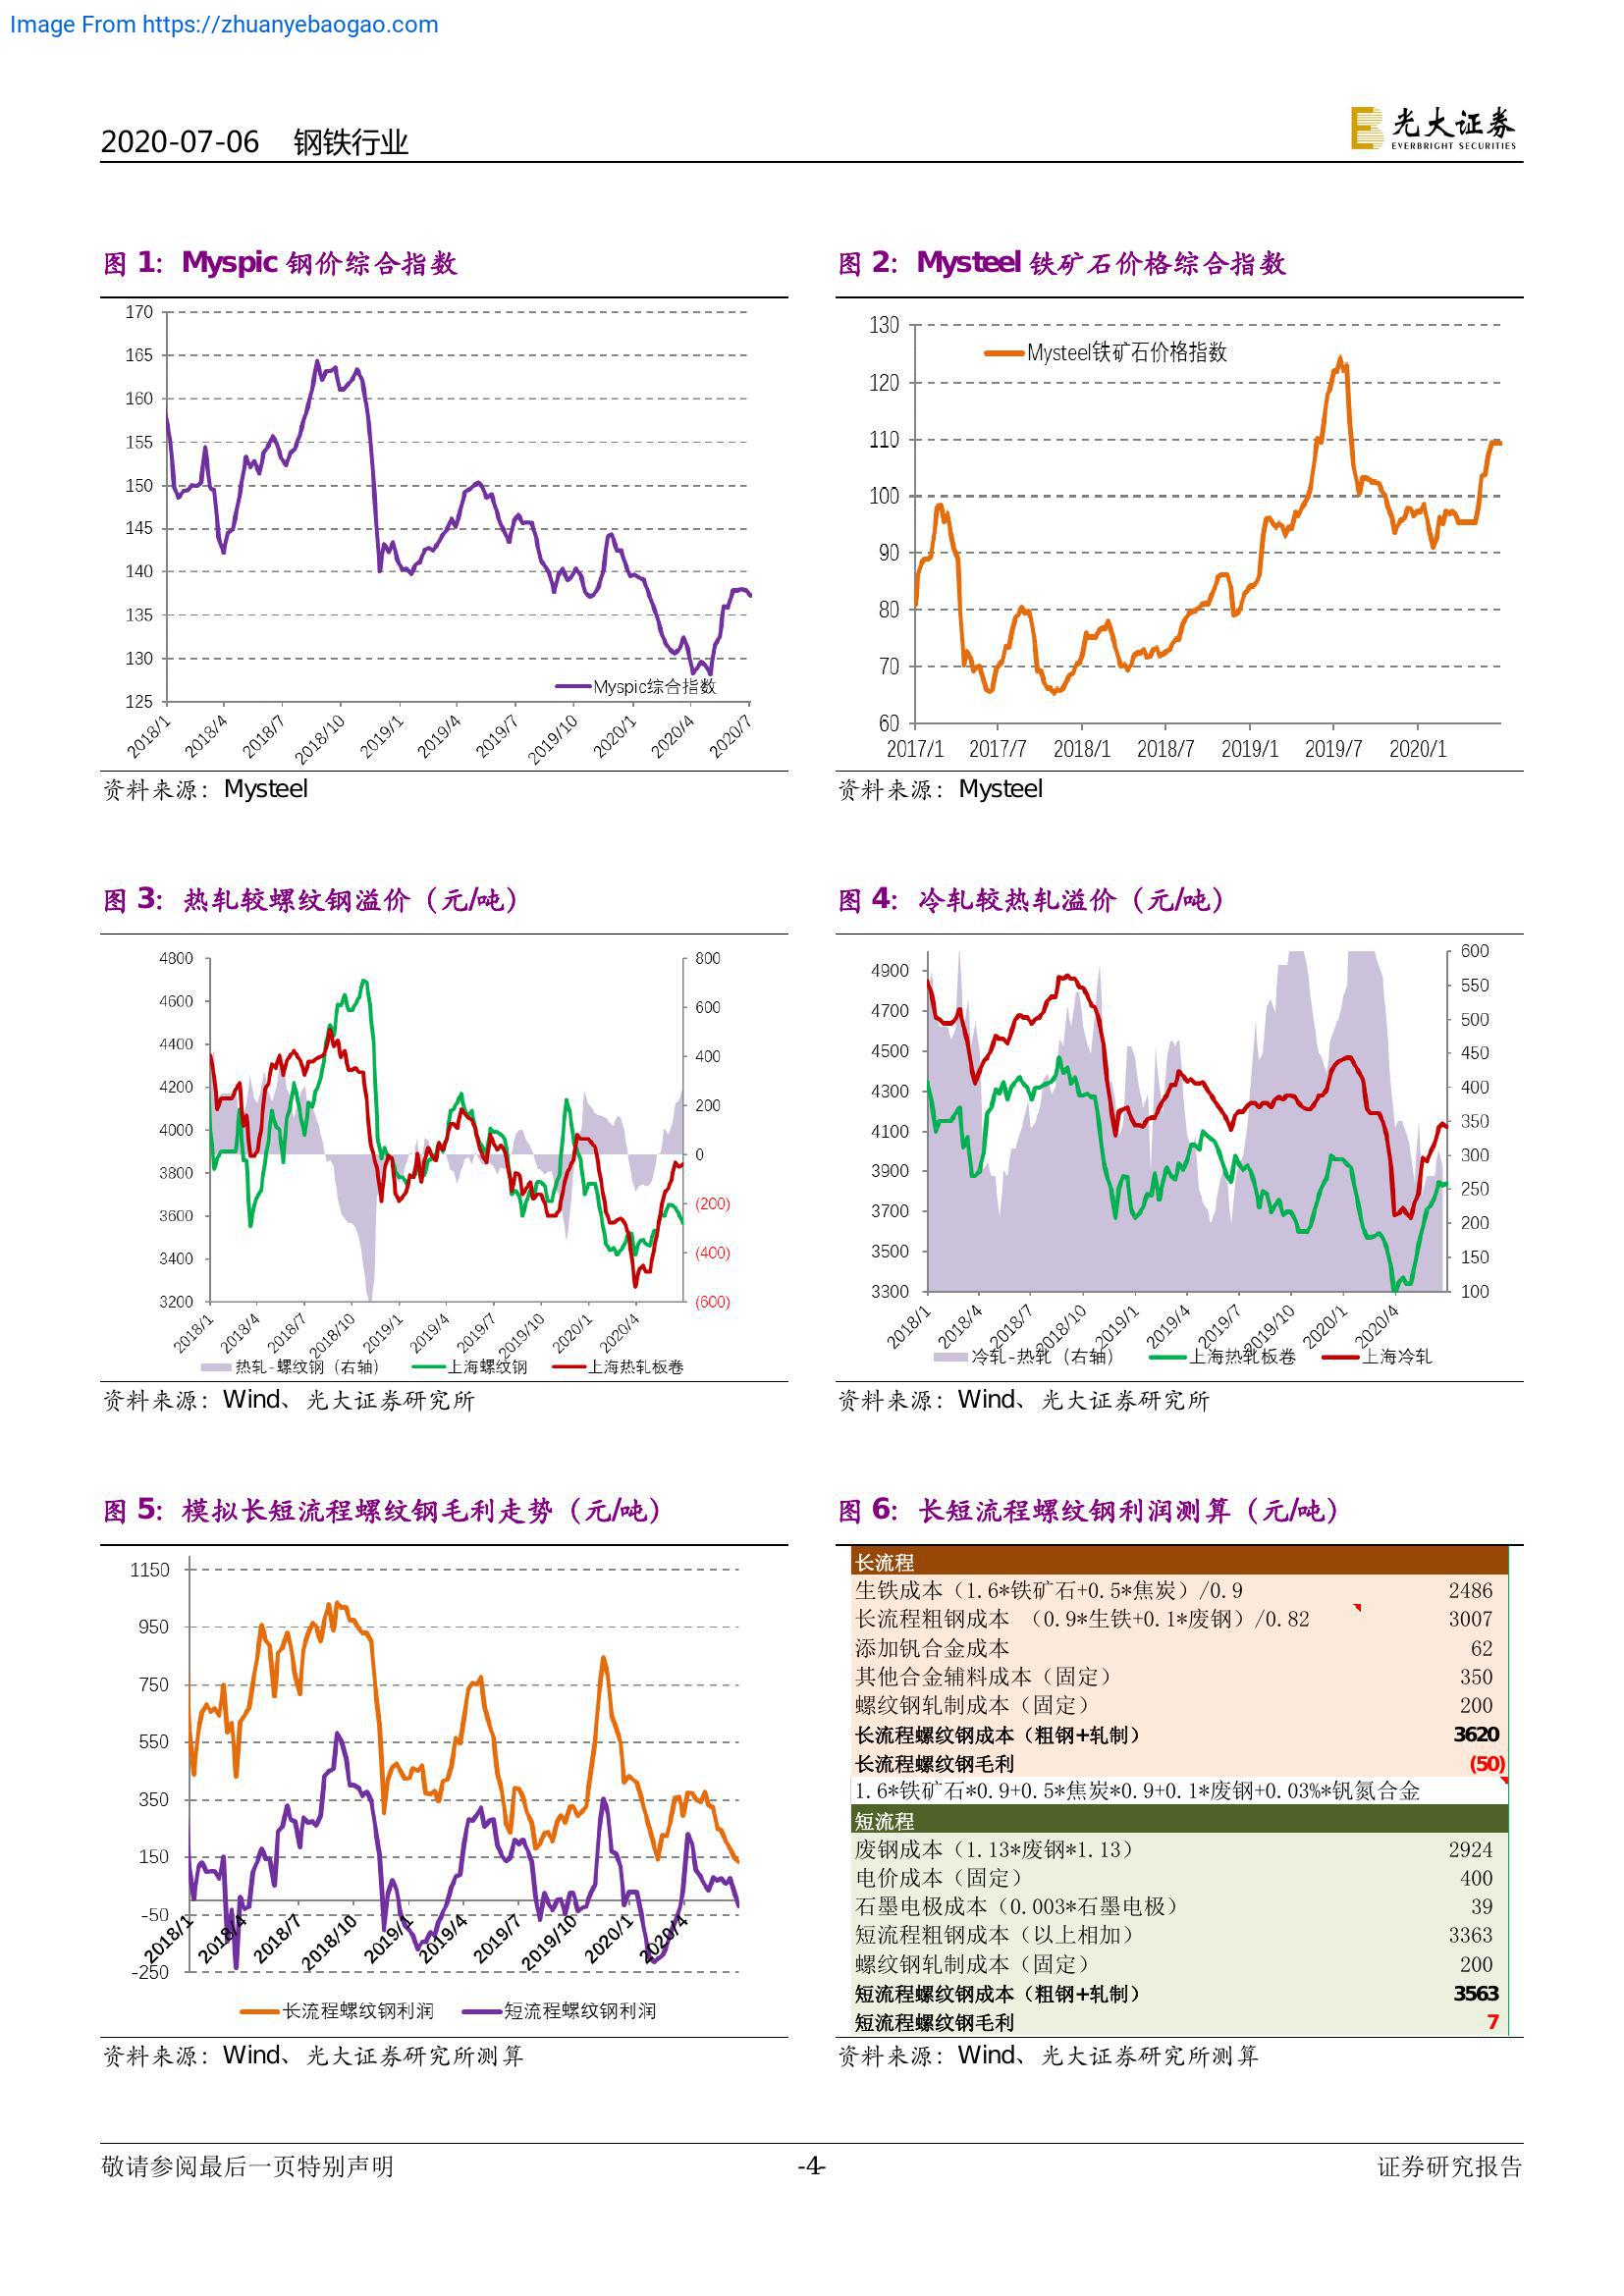 Image From https://zhuanyebaogao.com
2020-07-06 钢铁行业
光大证券
EVERBRIGHT SECURITIES
图 1：Myspic 钢价综合指数
170
165
160
155
150
145
140
135
130
125
Myspic综合指数
2018/1 2018/4 2018/7 2018/10 2019/1 2019/4 2019/7 2019/10 2020/1 2020/4 2020/7
资料来源：Mysteel
图 2：Mysteel 铁矿石价格综合指数
130
120
110
100
90
80
70
60
Mysteel铁矿石价格指数
2017/1 2017/7 2018/1 2018/7 2019/1 2019/7 2020/1
资料来源：Mysteel
图 3：热轧较螺纹钢溢价（元/吨）
4800
4600
4400
4200
4000
3800
3600
3400
3200
800
600
400
200
0
(200)
(400)
(600)
2018/1 2018/4 2018/7 2018/10 2019/1 2019/4 2019/7 2019/10 2020/1 2020/4
热轧-螺纹钢（右轴） 上海螺纹钢 上海热轧板卷
资料来源：Wind、光大证券研究所
图 4：冷轧较热轧溢价（元/吨）
4900
4700
4500
4300
4100
3900
3700
3500
3300
600
550
500
450
400
350
300
250
200
150
100
2018/1 2018/4 2018/7 2018/10 2019/1 2019/4 2019/7 2019/10 2020/1 2020/4
冷轧-热轧（右轴） 上海热轧板卷 上海冷轧
资料来源：Wind、光大证券研究所
图 5：模拟长短流程螺纹钢毛利走势（元/吨）
1150
950
750
550
350
150
-50
-250
2018/1 2018/4 2018/7 2018/10 2019/1 2019/4 2019/7 2019/10 2020/1 2020/4
长流程螺纹钢利润 短流程螺纹钢利润
资料来源：Wind、光大证券研究所测算
图 6：长短流程螺纹钢利润测算（元/吨）
长流程
生铁成本（1.6*铁矿石+0.5*焦炭）/0.9 2486
长流程粗钢成本 （0.9*生铁+0.1*废钢）/0.82 3007
添加钒合金成本 62
其他合金辅料成本（固定） 350
螺纹钢轧制成本（固定） 200
长流程螺纹钢成本（粗钢+轧制） 3620
长流程螺纹钢毛利 (50)
1.6*铁矿石*0.9+0.5*焦炭*0.9+0.1*废钢+0.03%*钒氮合金
短流程
废钢成本（1.13*废钢*1.13） 2924
电价成本（固定） 400
石墨电极成本（0.003*石墨电极） 39
短流程粗钢成本（以上相加） 3363
螺纹钢轧制成本（固定） 200
短流程螺纹钢成本（粗钢+轧制） 3563
短流程螺纹钢毛利 7
资料来源：Wind、光大证券研究所测算
敬请参阅最后一页特别声明 -4- 证券研究报告